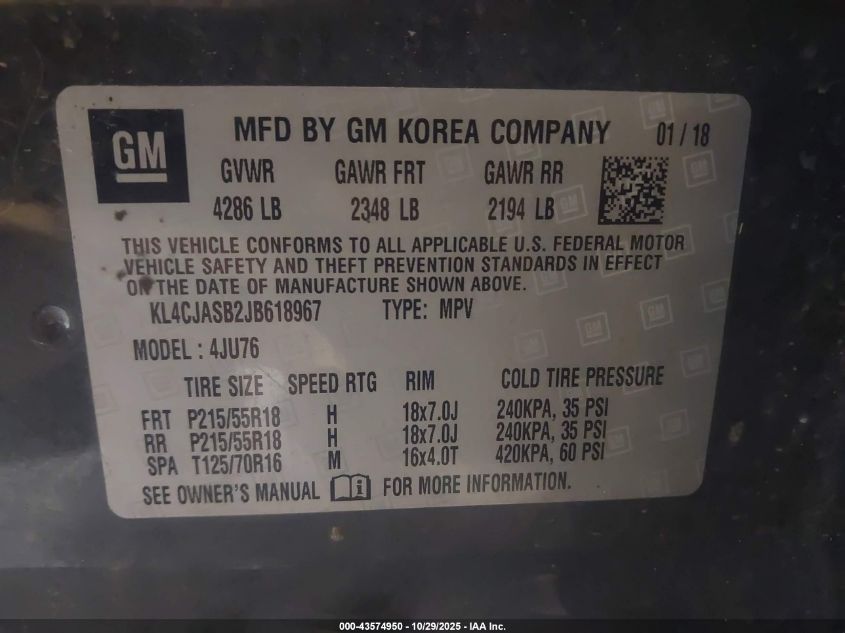 GM MFD BY GM KOREA COMPANY 01 / 18
GVWR GAWR FRT GAWR RR
4286 LB 2348 LB 2194 LB
THIS VEHICLE CONFORMS TO ALL APPLICABLE U.S. FEDERAL MOTOR
VEHICLE SAFETY AND THEFT PREVENTION STANDARDS IN EFFECT
ON THE DATE OF MANUFACTURE SHOWN ABOVE.
KL4CJASB2JB618967 TYPE: MPV
MODEL : 4JU76
TIRE SIZE SPEED RTG RIM COLD TIRE PRESSURE
FRT P215/55R18 H 18x7.0J 240KPA, 35 PSI
RR P215/55R18 H 18x7.0J 240KPA, 35 PSI
SPA T125/70R16 M 16x4.0T 420KPA, 60 PSI
SEE OWNER'S MANUAL FOR MORE INFORMATION.
000-43574950 - 10/29/2025 - IAA Inc.